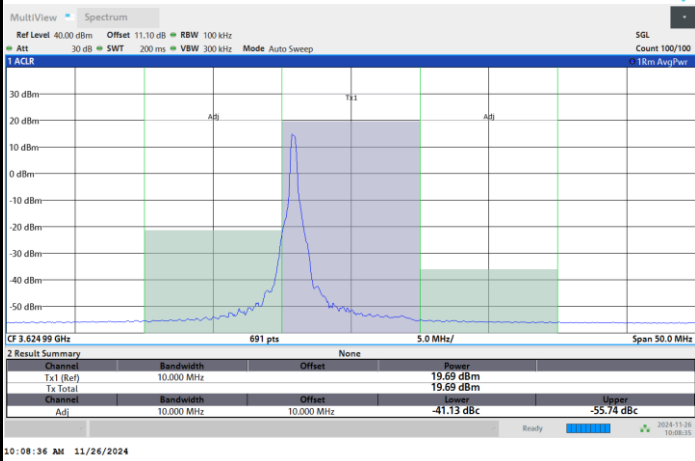 MultiView Spectrum
Ref Level 40.00 dBm Offset 11.10 dB RBW 100 kHz SGL
Att 30 dB SWT 200 ms VBW 300 kHz Mode Auto Sweep Count 100/100
1 ACLR 1Rm AvgPwr
30 dBm
Tx1
20 dBm Adj Adj
10 dBm
0 dBm
-10 dBm
-20 dBm
-30 dBm
-40 dBm
-50 dBm
CF 3.624 99 GHz 691 pts 5.0 MHz/ Span 50.0 MHz
2 Result Summary None
Channel Bandwidth Offset Power
Tx1 (Ref) 10.000 MHz 19.69 dBm
Tx Total 19.69 dBm
Channel Bandwidth Offset Lower Upper
Adj 10.000 MHz 10.000 MHz -41.13 dBc -55.74 dBc
Ready 2024-11-26
10:08:35
10:08:36 AM 11/26/2024